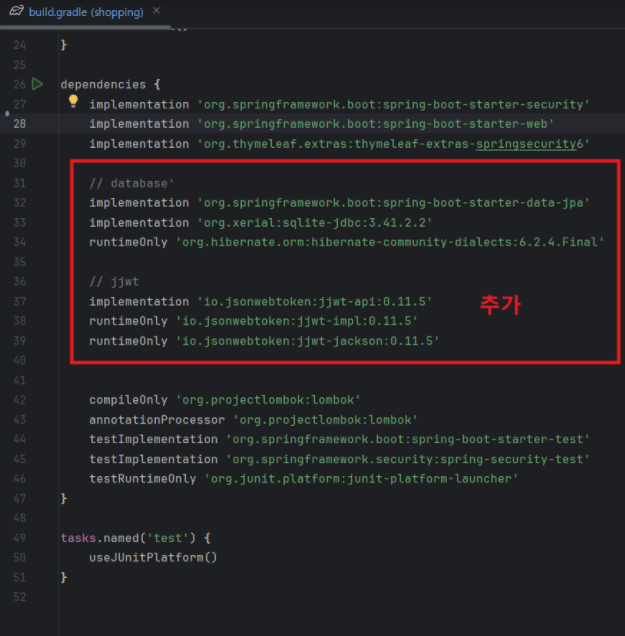 build.gradle (shopping)
24 }
25
26 dependencies {
27 implementation 'org.springframework.boot:spring-boot-starter-security'
28 implementation 'org.springframework.boot:spring-boot-starter-web'
29 implementation 'org.thymeleaf.extras:thymeleaf-extras-springsecurity6'
30
31 // database'
32 implementation 'org.springframework.boot:spring-boot-starter-data-jpa'
33 implementation 'org.xerial:sqlite-jdbc:3.41.2.2'
34 runtimeOnly 'org.hibernate.orm:hibernate-community-dialects:6.2.4.Final'
35
36 // jjwt
37 implementation 'io.jsonwebtoken:jjwt-api:0.11.5' 추가
38 runtimeOnly 'io.jsonwebtoken:jjwt-impl:0.11.5'
39 runtimeOnly 'io.jsonwebtoken:jjwt-jackson:0.11.5'
40
41
42 compileOnly 'org.projectlombok:lombok'
43 annotationProcessor 'org.projectlombok:lombok'
44 testImplementation 'org.springframework.boot:spring-boot-starter-test'
45 testImplementation 'org.springframework.security:spring-security-test'
46 testRuntimeOnly 'org.junit.platform:junit-platform-launcher'
47 }
48
49 tasks.named('test') {
50 useJUnitPlatform()
51 }
52